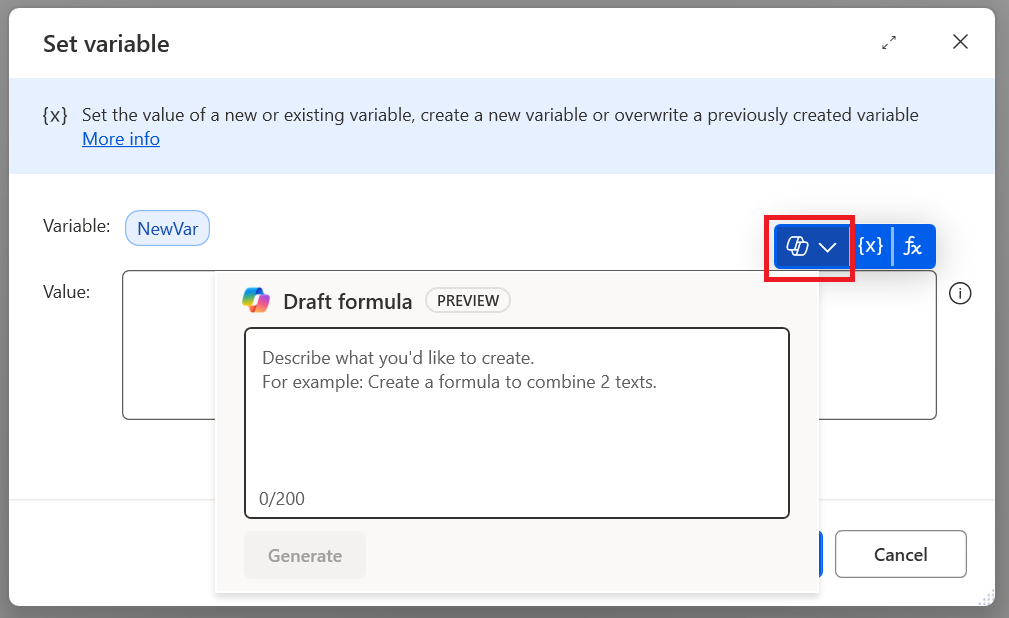 Set variable
{x} Set the value of a new or existing variable, create a new variable or overwrite a previously created variable
More info
Variable: NewVar
{x} fx
Value:
Draft formula PREVIEW
Describe what you'd like to create.
For example: Create a formula to combine 2 texts.
0/200
Generate
Cancel